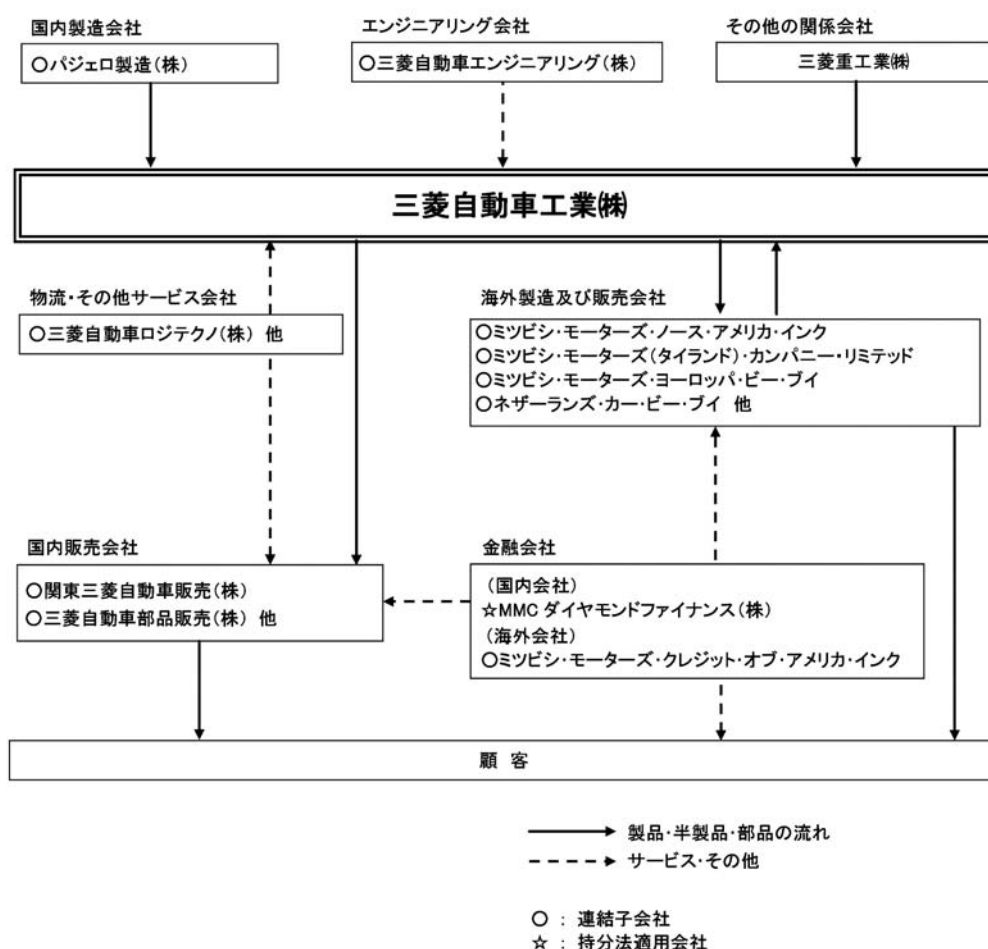 国内製造会社
○パジェロ製造(株)
エンジニアリング会社
○三菱自動車エンジニアリング(株)
その他の関係会社
三菱重工業㈱
三菱自動車工業㈱
物流・その他サービス会社
○三菱自動車ロジテクノ(株) 他
海外製造及び販売会社
○ミツビシ・モーターズ・ノース・アメリカ・インク
○ミツビシ・モーターズ(タイランド)・カンパニー・リミテッド
○ミツビシ・モーターズ・ヨーロッパ・ビー・ブイ
○ネザーランズ・カー・ビー・ブイ 他
国内販売会社
○関東三菱自動車販売(株)
○三菱自動車部品販売(株) 他
金融会社
(国内会社)
☆MMC ダイヤモンドファイナンス(株)
(海外会社)
○ミツビシ・モーターズ・クレジット・オブ・アメリカ・インク
顧 客
製品・半製品・部品の流れ
サービス・その他
○ : 連結子会社
☆ : 持分法適用会社